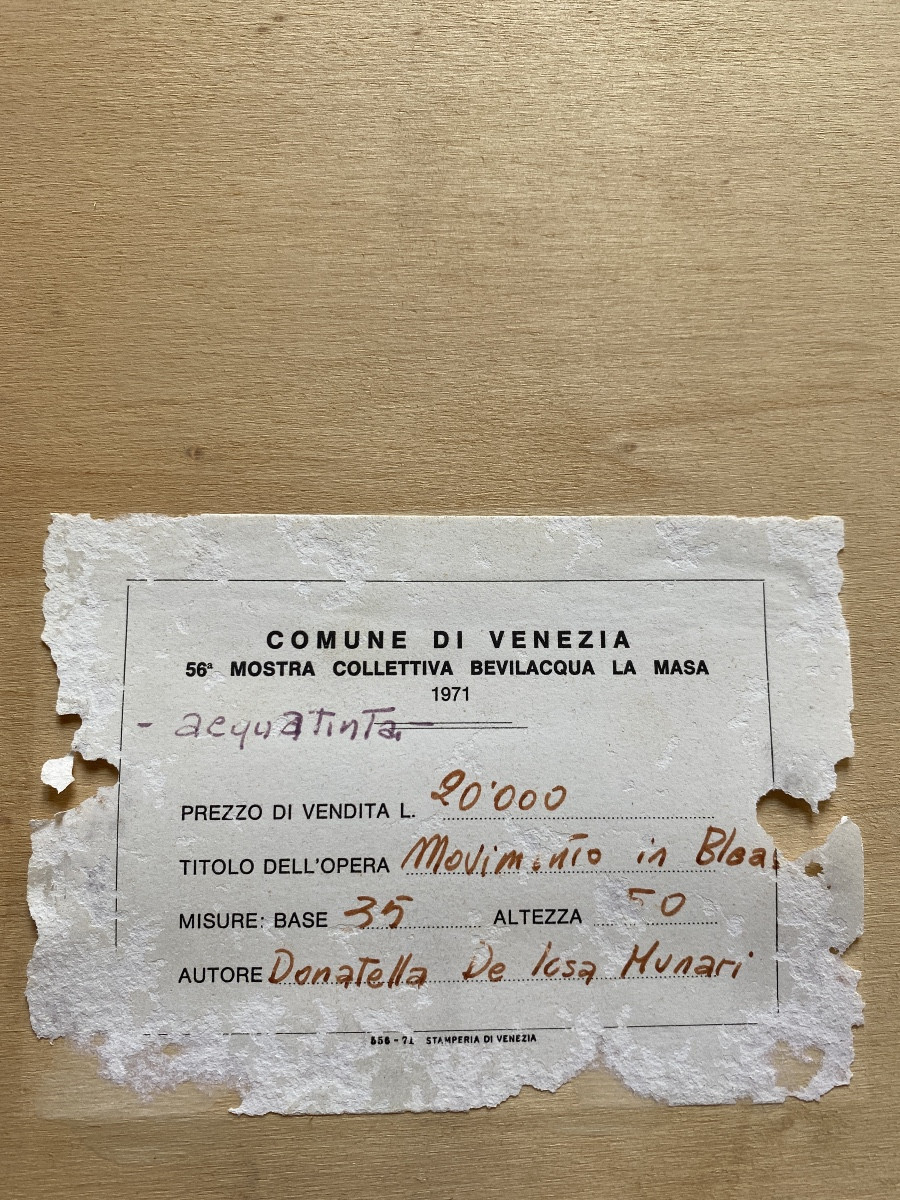 COMUNE DI VENEZIA
56ª MOSTRA COLLETTIVA BEVILACQUA LA MASA
1971
- acquatinta -
PREZZO DI VENDITA L. 20'000
TITOLO DELL'OPERA Movimento in
MISURE: BASE 35 ALTEZZA 50
AUTORE Donatella De Munari
STAMPERIA DI VENEZIA